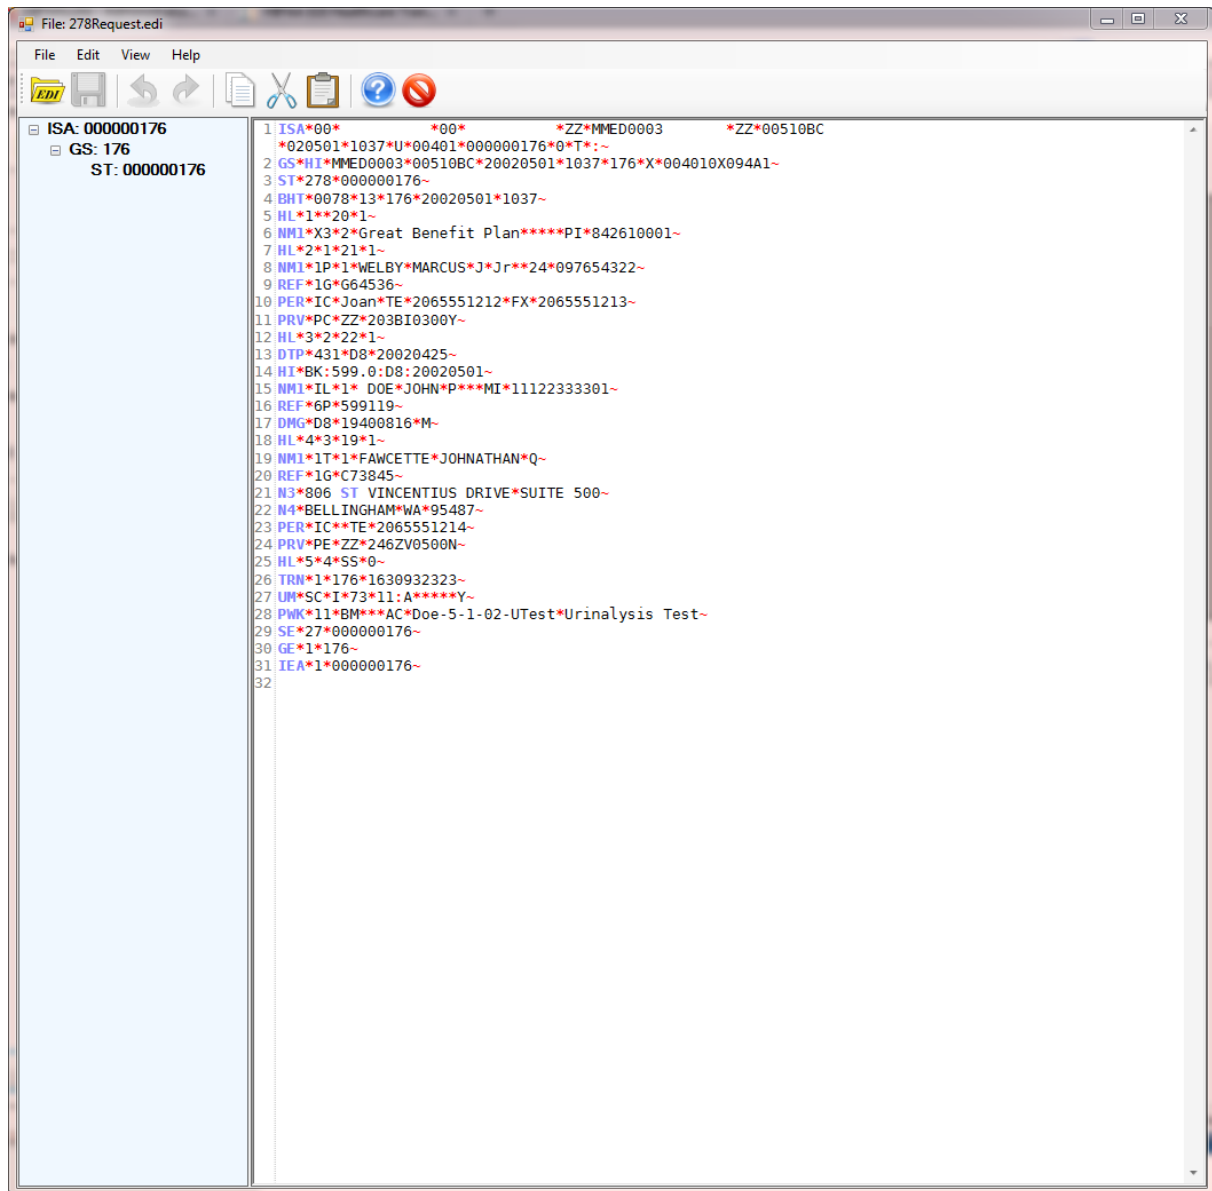 File: 278Request.edi
File Edit View Help
EDI
ISA: 000000176
GS: 176
ST: 000000176
1 ISA*00*          *00*          *ZZ*MMED0003       *ZZ*00510BC
*020501*1037*U*00401*000000176*0*T*:~
2 GS*HI*MMED0003*00510BC*20020501*1037*176*X*004010X094A1~
3 ST*278*000000176~
4 BHT*0078*13*176*20020501*1037~
5 HL*1**20*1~
6 NM1*X3*2*Great Benefit Plan*****PI*842610001~
7 HL*2*1*21*1~
8 NM1*1P*1*WELBY*MARCUS*J*Jr**24*097654322~
9 REF*1G*G64536~
10 PER*IC*Joan*TE*2065551212*FX*2065551213~
11 PRV*PC*ZZ*203BI0300Y~
12 HL*3*2*22*1~
13 DTP*431*D8*20020425~
14 HI*BK:599.0:D8:20020501~
15 NM1*IL*1* DOE*JOHN*P***MI*11122333301~
16 REF*6P*599119~
17 DMG*D8*19400816*M~
18 HL*4*3*19*1~
19 NM1*1T*1*FAWCETTE*JOHNATHAN*Q~
20 REF*1G*C73845~
21 N3*806 ST VINCENTIUS DRIVE*SUITE 500~
22 N4*BELLINGHAM*WA*95487~
23 PER*IC**TE*2065551214~
24 PRV*PE*ZZ*246ZV0500N~
25 HL*5*4*SS*0~
26 TRN*1*176*1630932323~
27 UM*SC*I*73*11:A*****Y~
28 PWK*11*BM***AC*Doe-5-1-02-UTest*Urinalysis Test~
29 SE*27*000000176~
30 GE*1*176~
31 IEA*1*000000176~
32